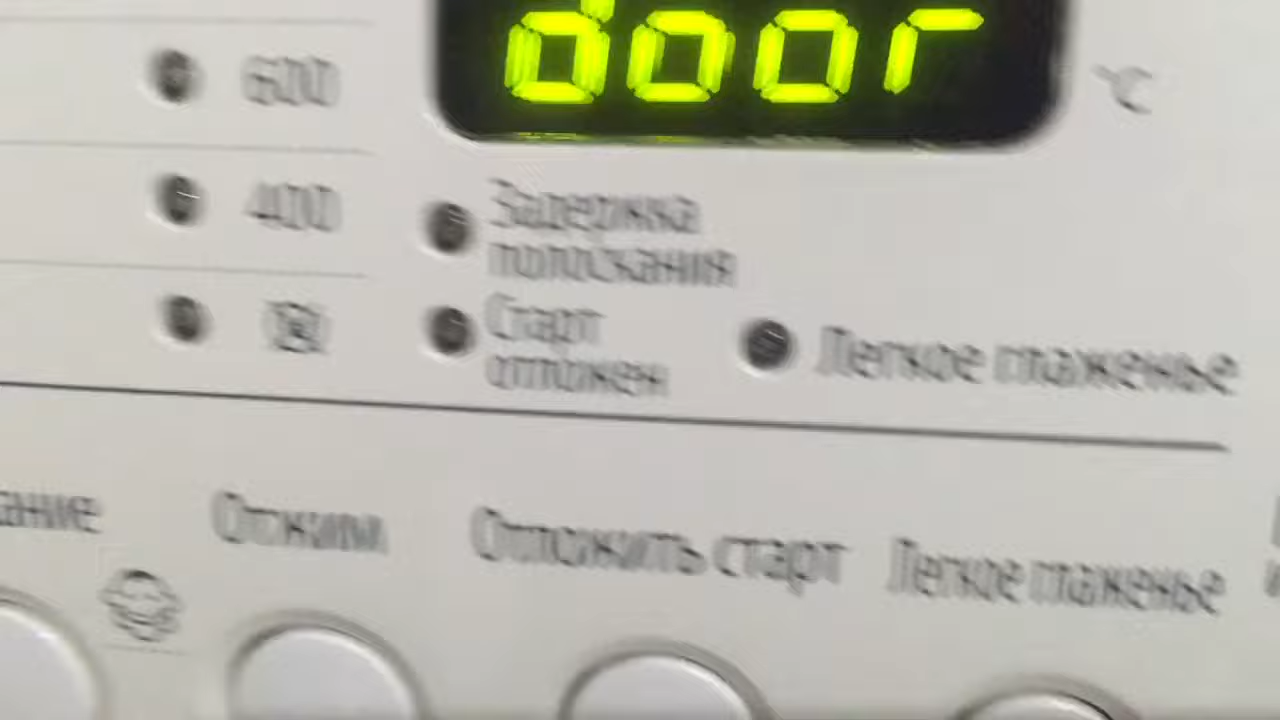 door
600
°C
400
Задержка
полоскания
Старт
отложен
Легкое глаженье
Отжим
Отложить старт
Легкое глаженье